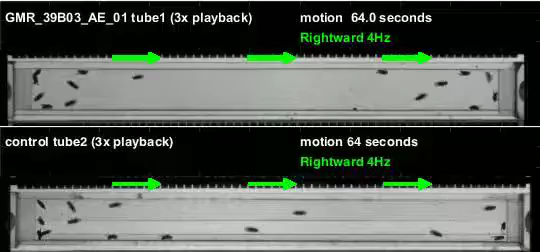 GMR_39B03_AE_01 tube1 (3x playback) motion  64.0 seconds
Rightward 4Hz
control tube2 (3x playback) motion 64 seconds
Rightward 4Hz